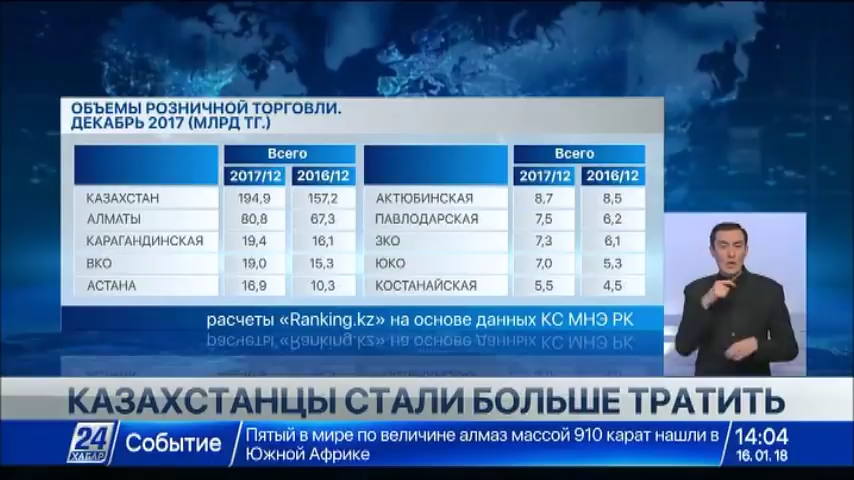 ОБЪЕМЫ РОЗНИЧНОЙ ТОРГОВЛИ.
ДЕКАБРЬ 2017 (МЛРД ТГ.)
Всего Всего
2017/12 2016/12 2017/12 2016/12
КАЗАХСТАН 194,9 157,2 АКТЮБИНСКАЯ 8,7 8,5
АЛМАТЫ 80,8 67,3 ПАВЛОДАРСКАЯ 7,5 6,2
КАРАГАНДИНСКАЯ 19,4 16,1 ЗКО 7,3 6,1
ВКО 19,0 15,3 ЮКО 7,0 5,3
АСТАНА 16,9 10,3 КОСТАНАЙСКАЯ 5,5 4,5
расчеты «Ranking.kz» на основе данных КС МНЭ РК
КАЗАХСТАНЦЫ СТАЛИ БОЛЬШЕ ТРАТИТЬ
24
ХАБАР
Событие
Пятый в мире по величине алмаз массой 910 карат нашли в
Южной Африке
14:04
16.01.18